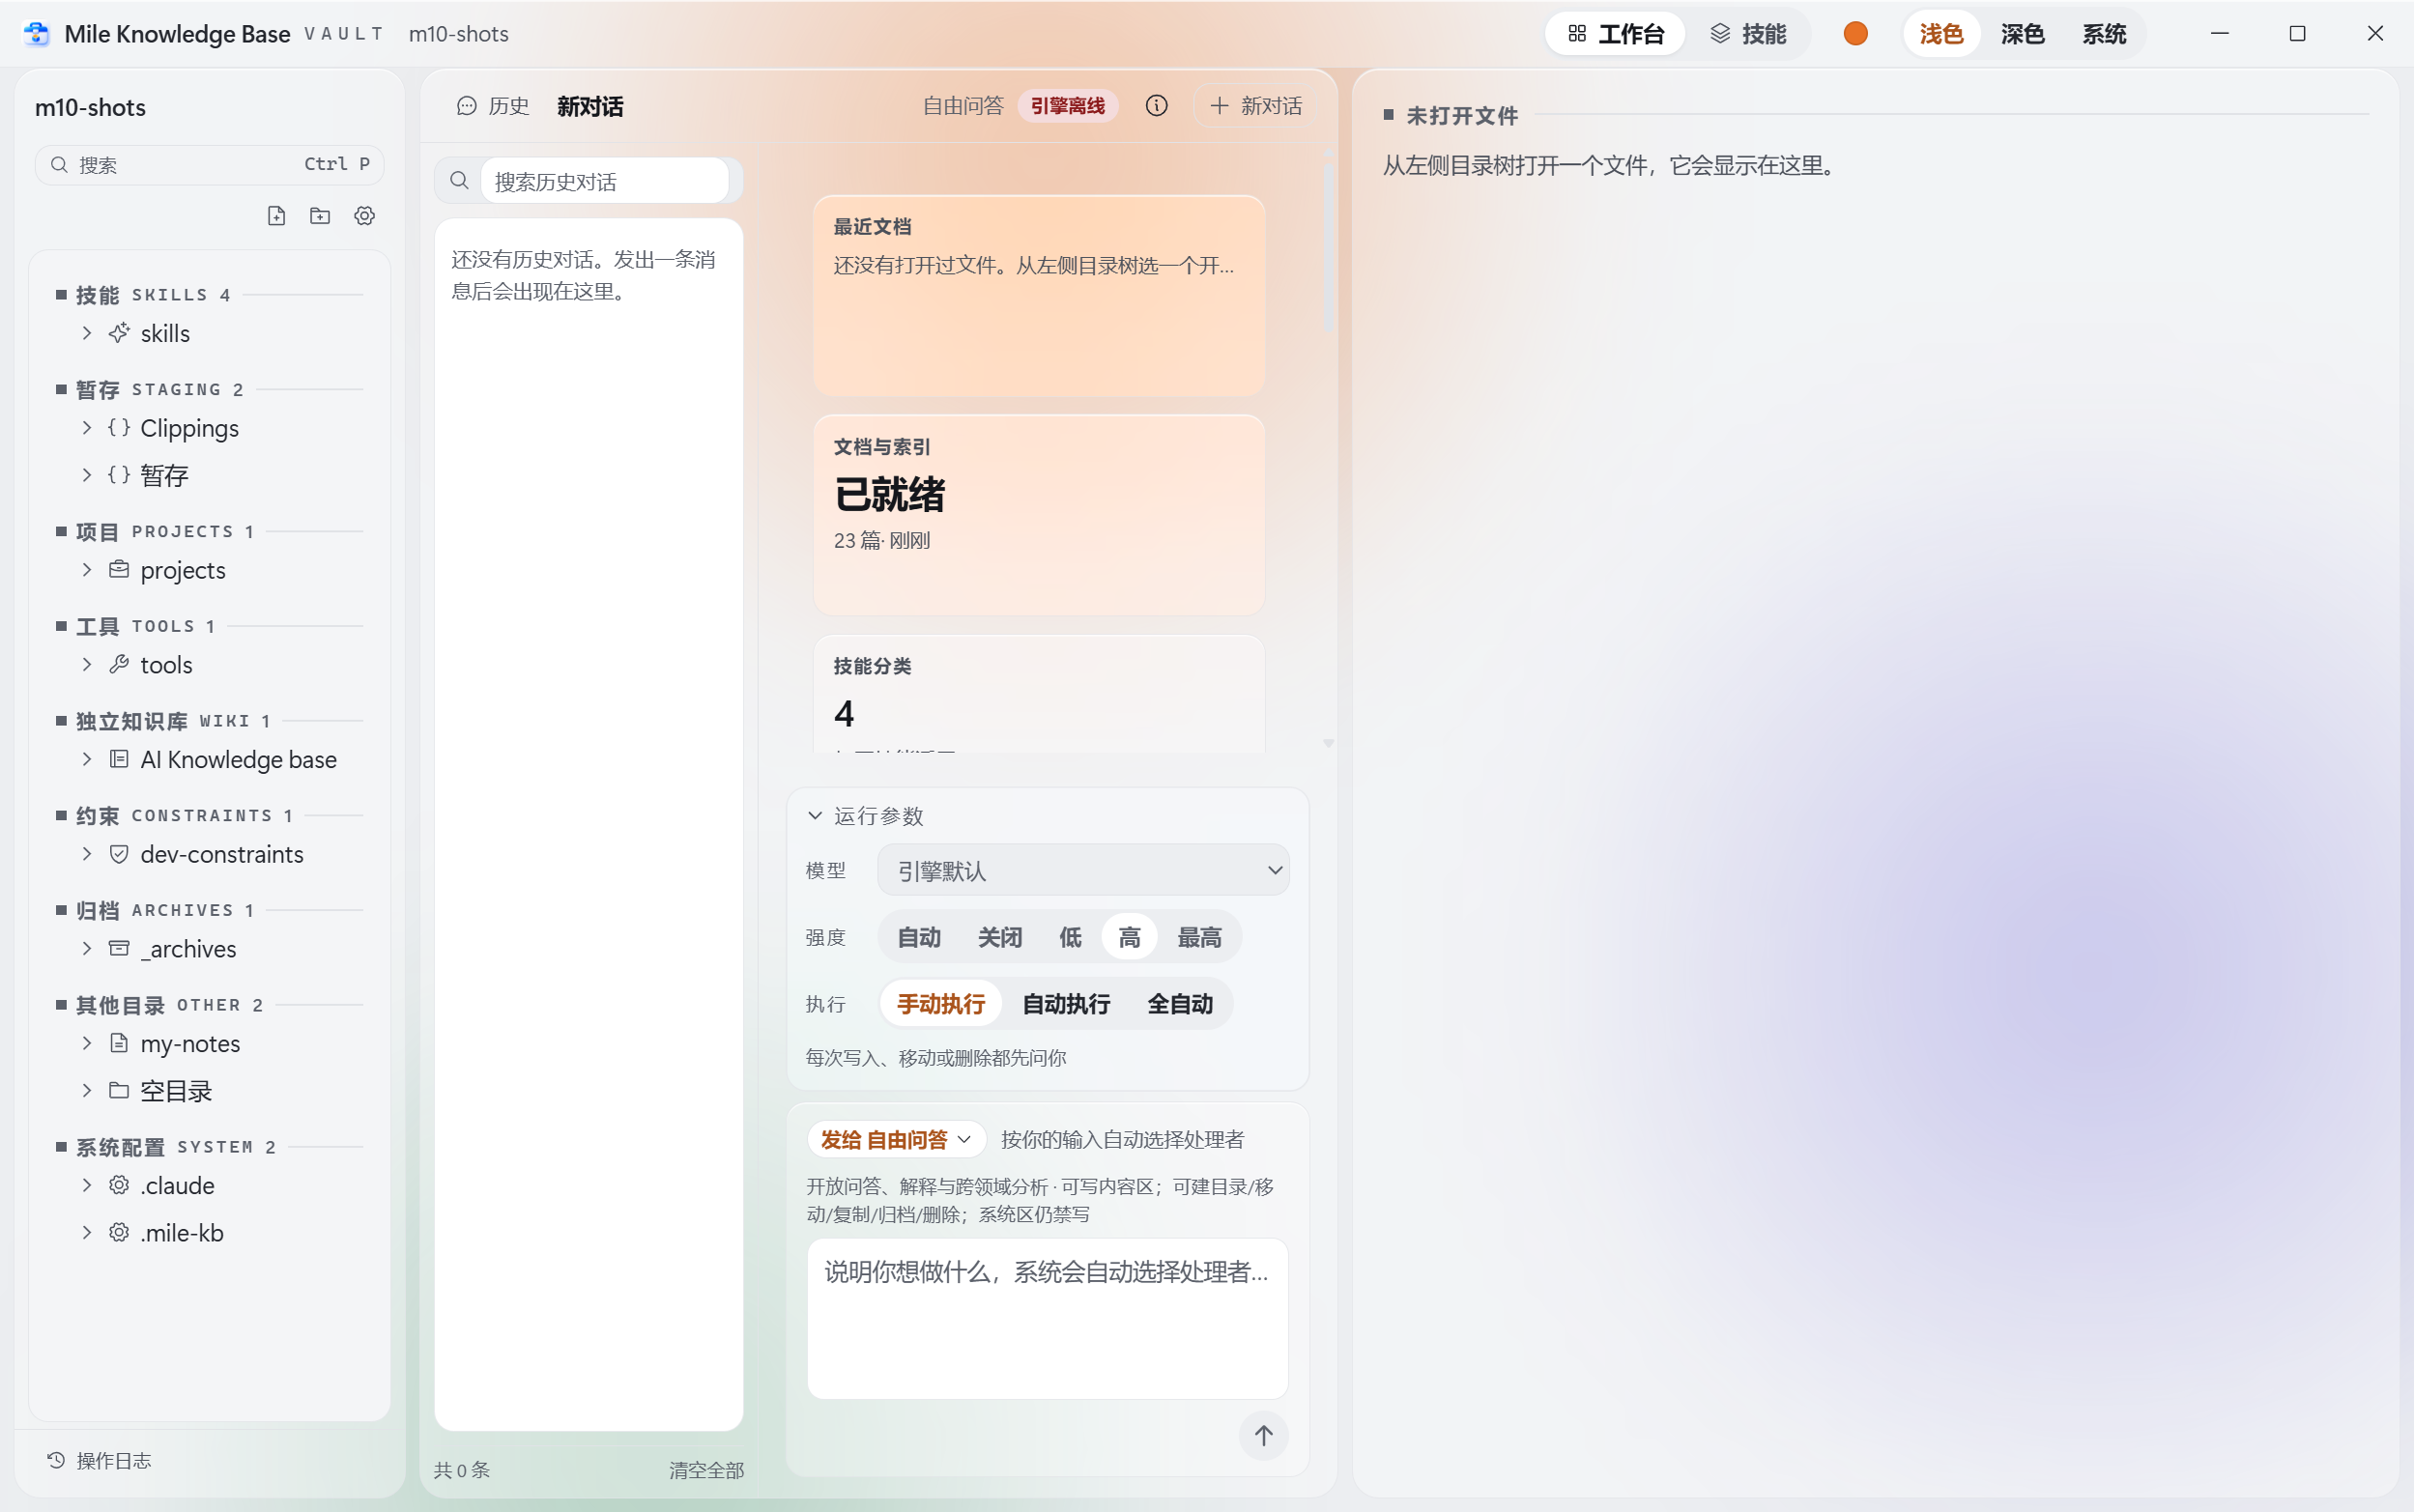 Mile Knowledge Base VAULT m10-shots
工作台 技能 浅色 深色 系统
m10-shots
搜索 Ctrl P
技能 SKILLS 4
skills
暂存 STAGING 2
{ } Clippings
{ } 暂存
项目 PROJECTS 1
projects
工具 TOOLS 1
tools
独立知识库 WIKI 1
AI Knowledge base
约束 CONSTRAINTS 1
dev-constraints
归档 ARCHIVES 1
_archives
其他目录 OTHER 2
my-notes
空目录
系统配置 SYSTEM 2
.claude
.mile-kb
操作日志
历史 新对话 自由问答 引擎离线 新对话
搜索历史对话
还没有历史对话。发出一条消
息后会出现在这里。
共 0 条 清空全部
最近文档
还没有打开过文件。从左侧目录树选一个开...
文档与索引
已就绪
23 篇· 刚刚
技能分类
4
运行参数
模型 引擎默认
强度 自动 关闭 低 高 最高
执行 手动执行 自动执行 全自动
每次写入、移动或删除都先问你
发给 自由问答 按你的输入自动选择处理者
开放问答、解释与跨领域分析 · 可写内容区；可建目录/移
动/复制/归档/删除；系统区仍禁写
说明你想做什么，系统会自动选择处理者...
未打开文件
从左侧目录树打开一个文件，它会显示在这里。